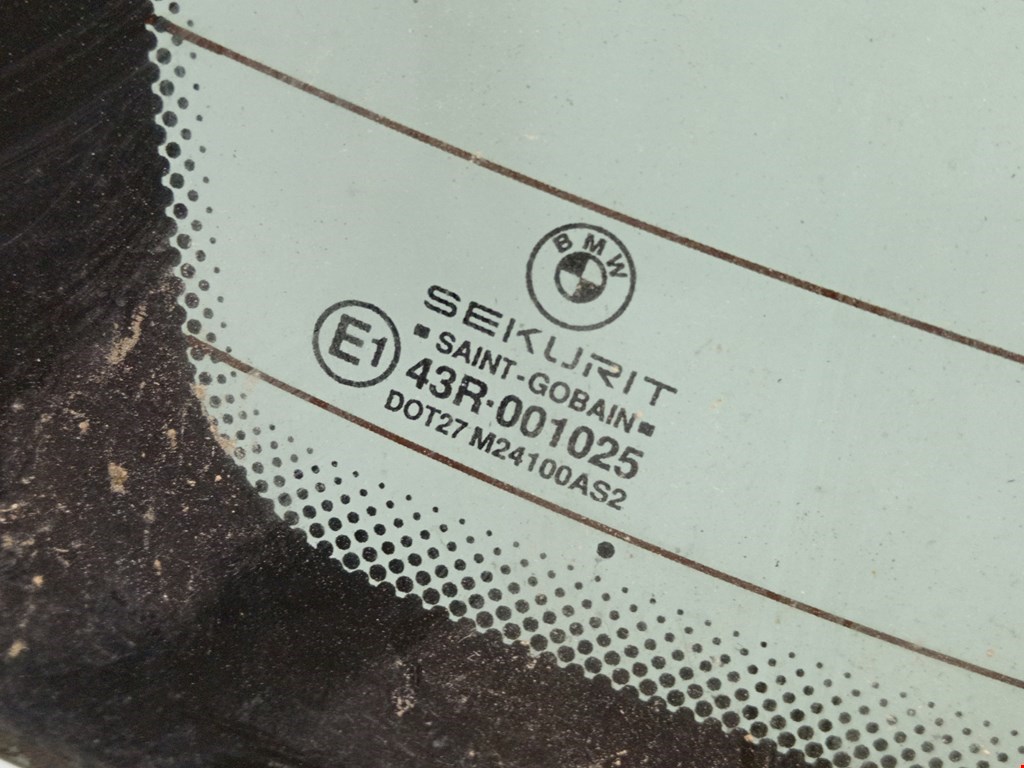 BMW
SEKURIT
▪ SAINT-GOBAIN ▪
E1
43R-001025
DOT27 M24100AS2